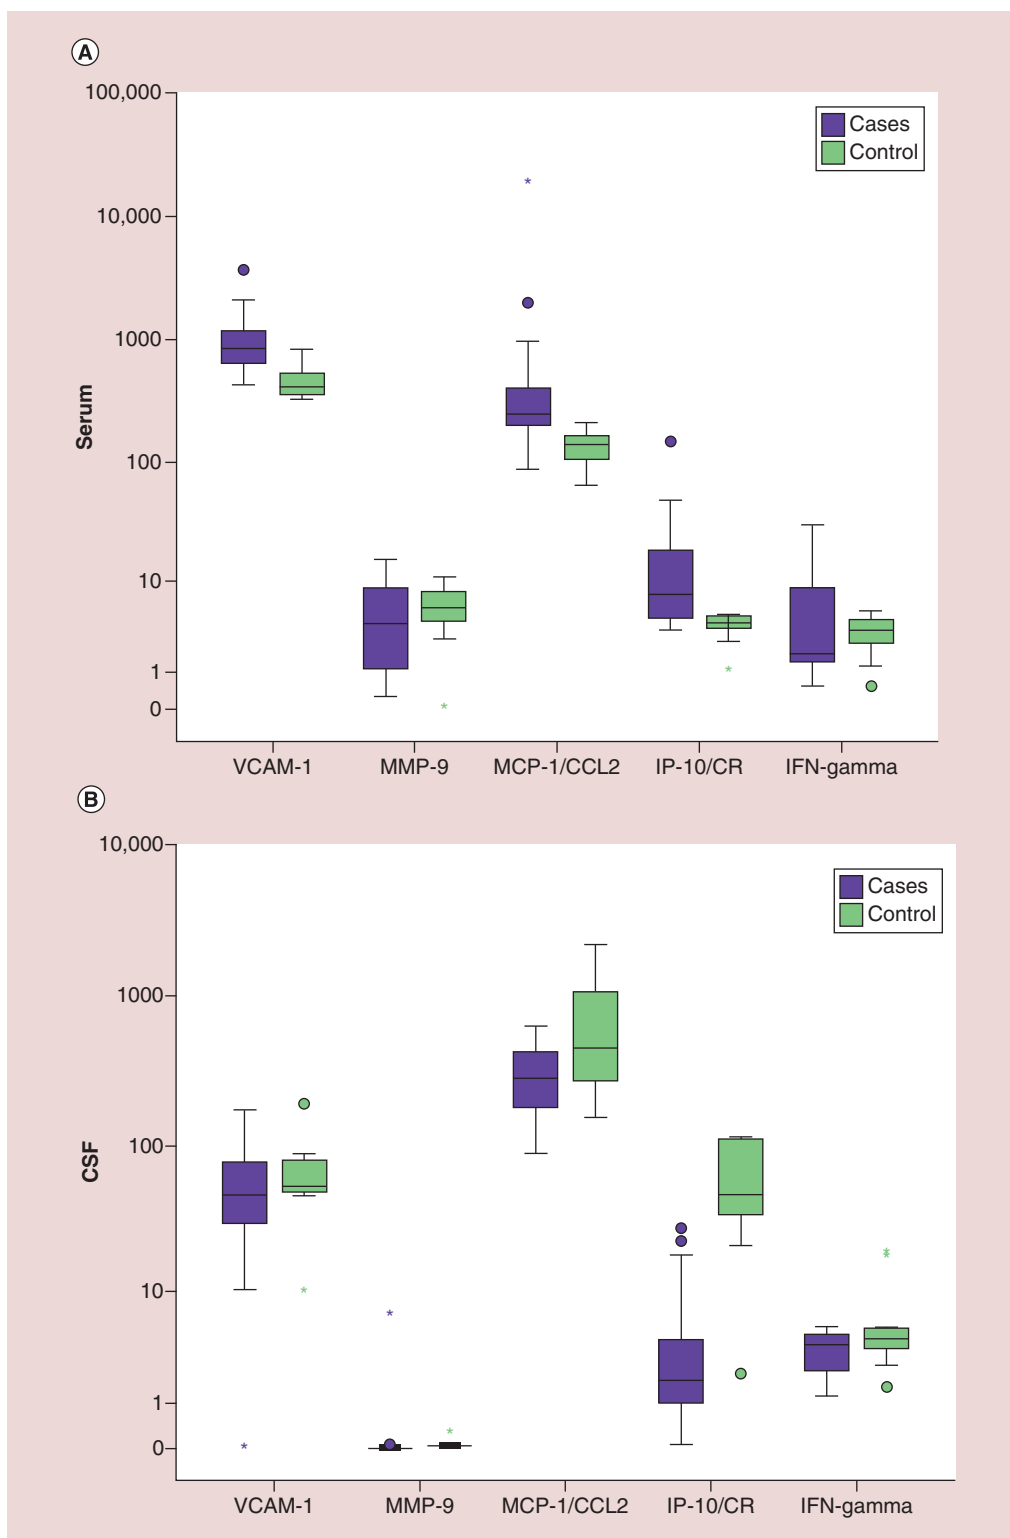 A
100,000
10,000
1000
100
10
1
0
Serum
Cases
Control
VCAM-1 MMP-9 MCP-1/CCL2 IP-10/CR IFN-gamma
B
10,000
1000
100
10
1
0
CSF
Cases
Control
VCAM-1 MMP-9 MCP-1/CCL2 IP-10/CR IFN-gamma